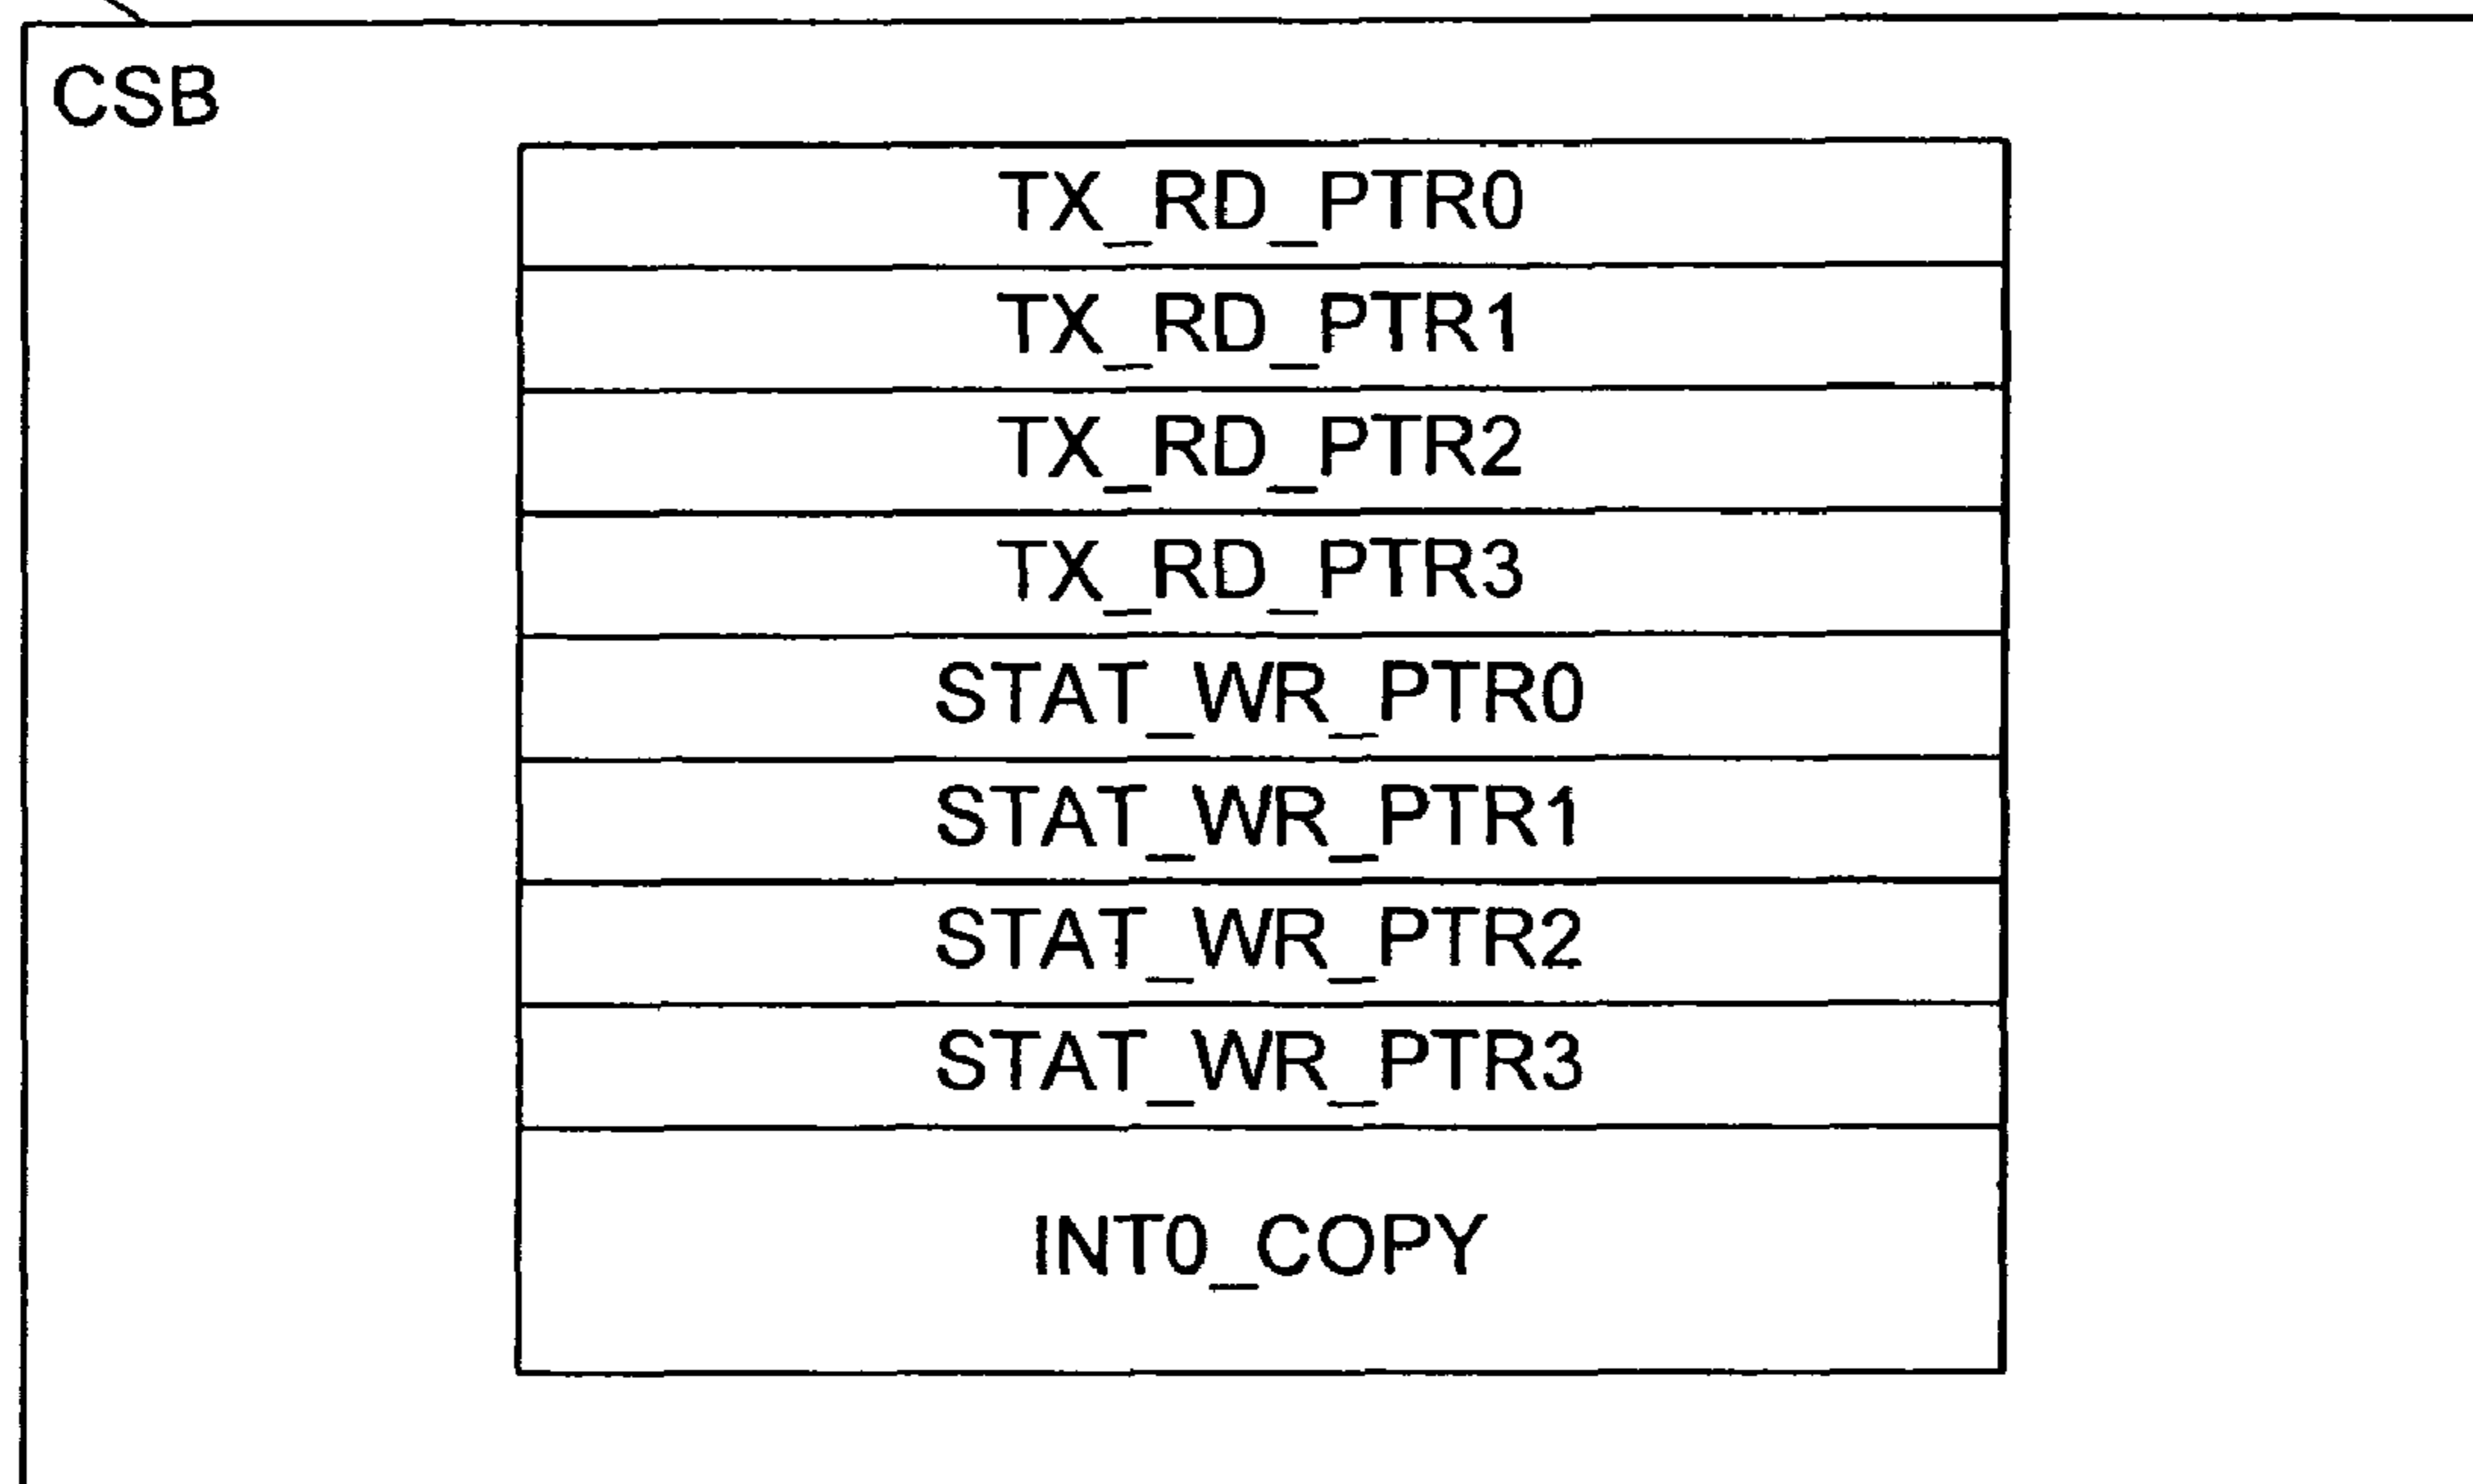 CSB
TX_RD_PTR0
TX_RD_PTR1
TX_RD_PTR2
TX_RD_PTR3
STAT_WR_PTR0
STAT_WR_PTR1
STAT_WR_PTR2
STAT_WR_PTR3
INT0_COPY